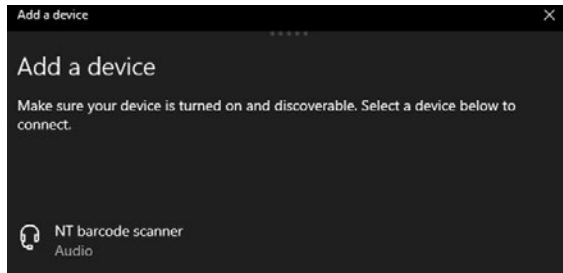 Add a device
Add a device
Make sure your device is turned on and discoverable. Select a device below to
connect.
NT barcode scanner
Audio